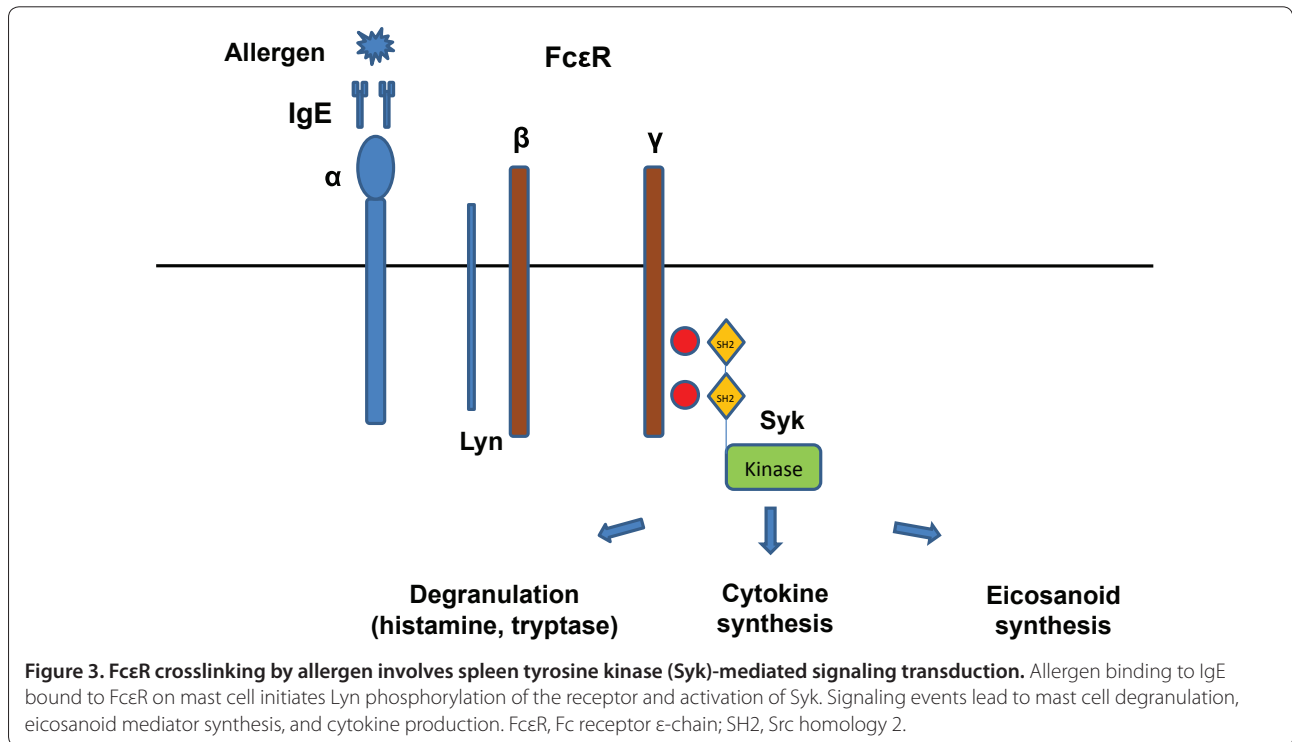 Allergen
FcεR
IgE
β
γ
α
SH2
SH2
Syk
Lyn
Kinase
Degranulation
(histamine, tryptase)
Cytokine
synthesis
Eicosanoid
synthesis
Figure 3. FcεR crosslinking by allergen involves spleen tyrosine kinase (Syk)-mediated signaling transduction. Allergen binding to IgE
bound to FcεR on mast cell initiates Lyn phosphorylation of the receptor and activation of Syk. Signaling events lead to mast cell degranulation,
eicosanoid mediator synthesis, and cytokine production. FcεR, Fc receptor ε-chain; SH2, Src homology 2.